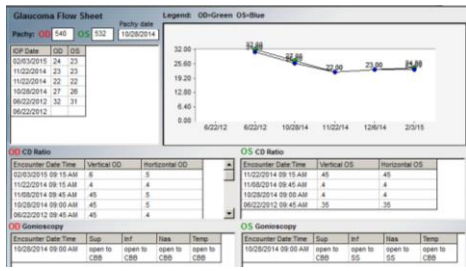 Glaucoma Flow Sheet
Legend: OD=Green OS=Blue
Pachy date
Pachy: OD 540 OS 532 10/28/2014
IOP Date OD OS
02/03/2015 24 23
11/22/2014 23 23
11/22/2014 22 22
10/28/2014 27 26
06/22/2012 32 31
06/22/2012
32.00
25.60
19.20
12.80
6.40
0.00
22.00
23.00
6/22/12 6/22/12 10/28/14 11/22/14 12/6/14 2/3/15
OD CD Ratio
Encounter Date:Time Vertical OD Horizontal OD
02/03/2015 09:15 AM .6 .5
11/22/2014 09:15 AM .4 .4
11/08/2014 09:45 AM .45 .5
10/28/2014 09:00 AM .45 .5
06/22/2012 09:45 AM .45 .4
OS CD Ratio
Encounter Date:Time Vertical OS Horizontal OS
11/22/2014 09:15 AM .45 .45
11/08/2014 09:45 AM .4 .4
10/28/2014 09:00 AM .4 .4
06/22/2012 09:45 AM .35 .35
OD Gonioscopy
Encounter Date:Time Sup Inf Nas Temp
10/28/2014 09:00 AM open to CBB open to CBB open to CBB open to CBB
OS Gonioscopy
Encounter Date:Time Sup Inf Nas Temp
10/28/2014 09:00 AM open to CBB open to SS open to SS open to CBB